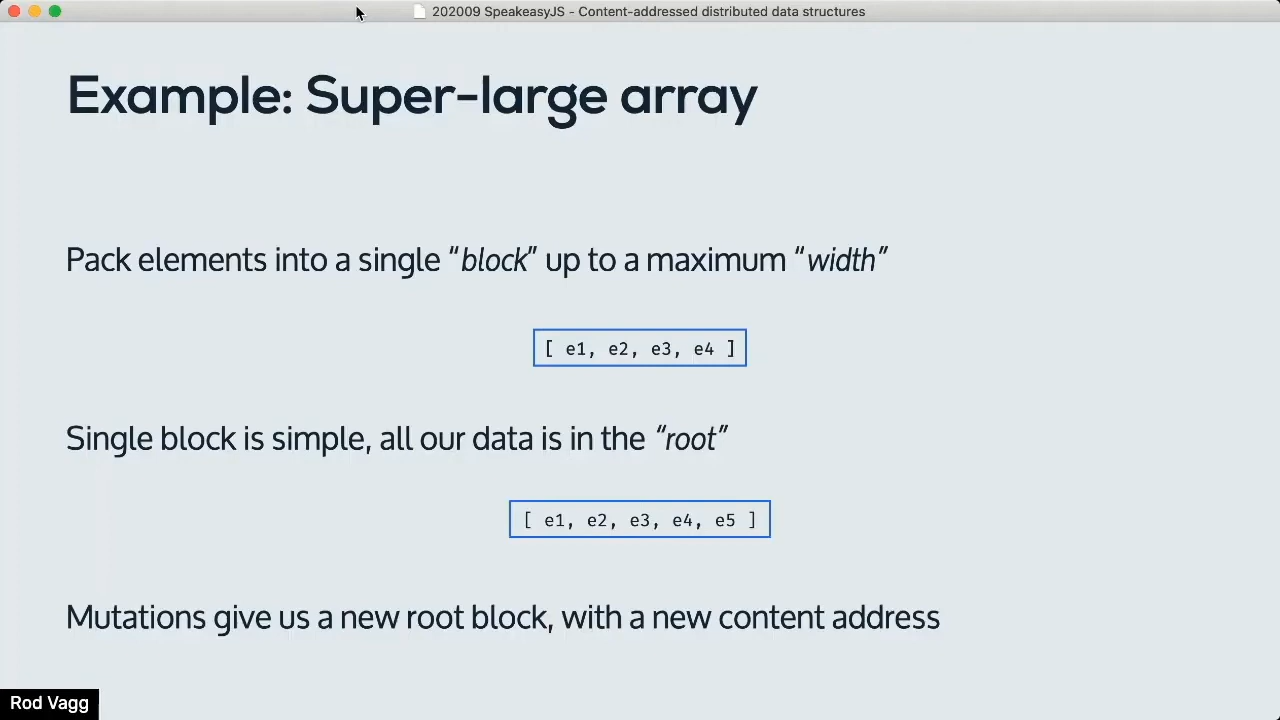 202009 SpeakeasyJS - Content-addressed distributed data structures
Example: Super-large array
Pack elements into a single “block” up to a maximum “width”
[ e1, e2, e3, e4 ]
Single block is simple, all our data is in the “root”
[ e1, e2, e3, e4, e5 ]
Mutations give us a new root block, with a new content address
Rod Vagg